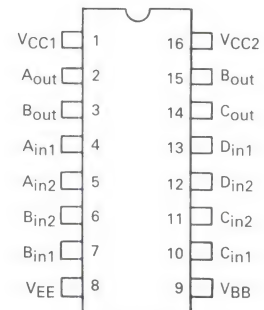 VCC1 1 16 VCC2
Aout 2 15 Bout
Bout 3 14 Cout
Ain1 4 13 Din1
Ain2 5 12 Din2
Bin2 6 11 Cin2
Bin1 7 10 Cin1
VEE 8 9 VBB